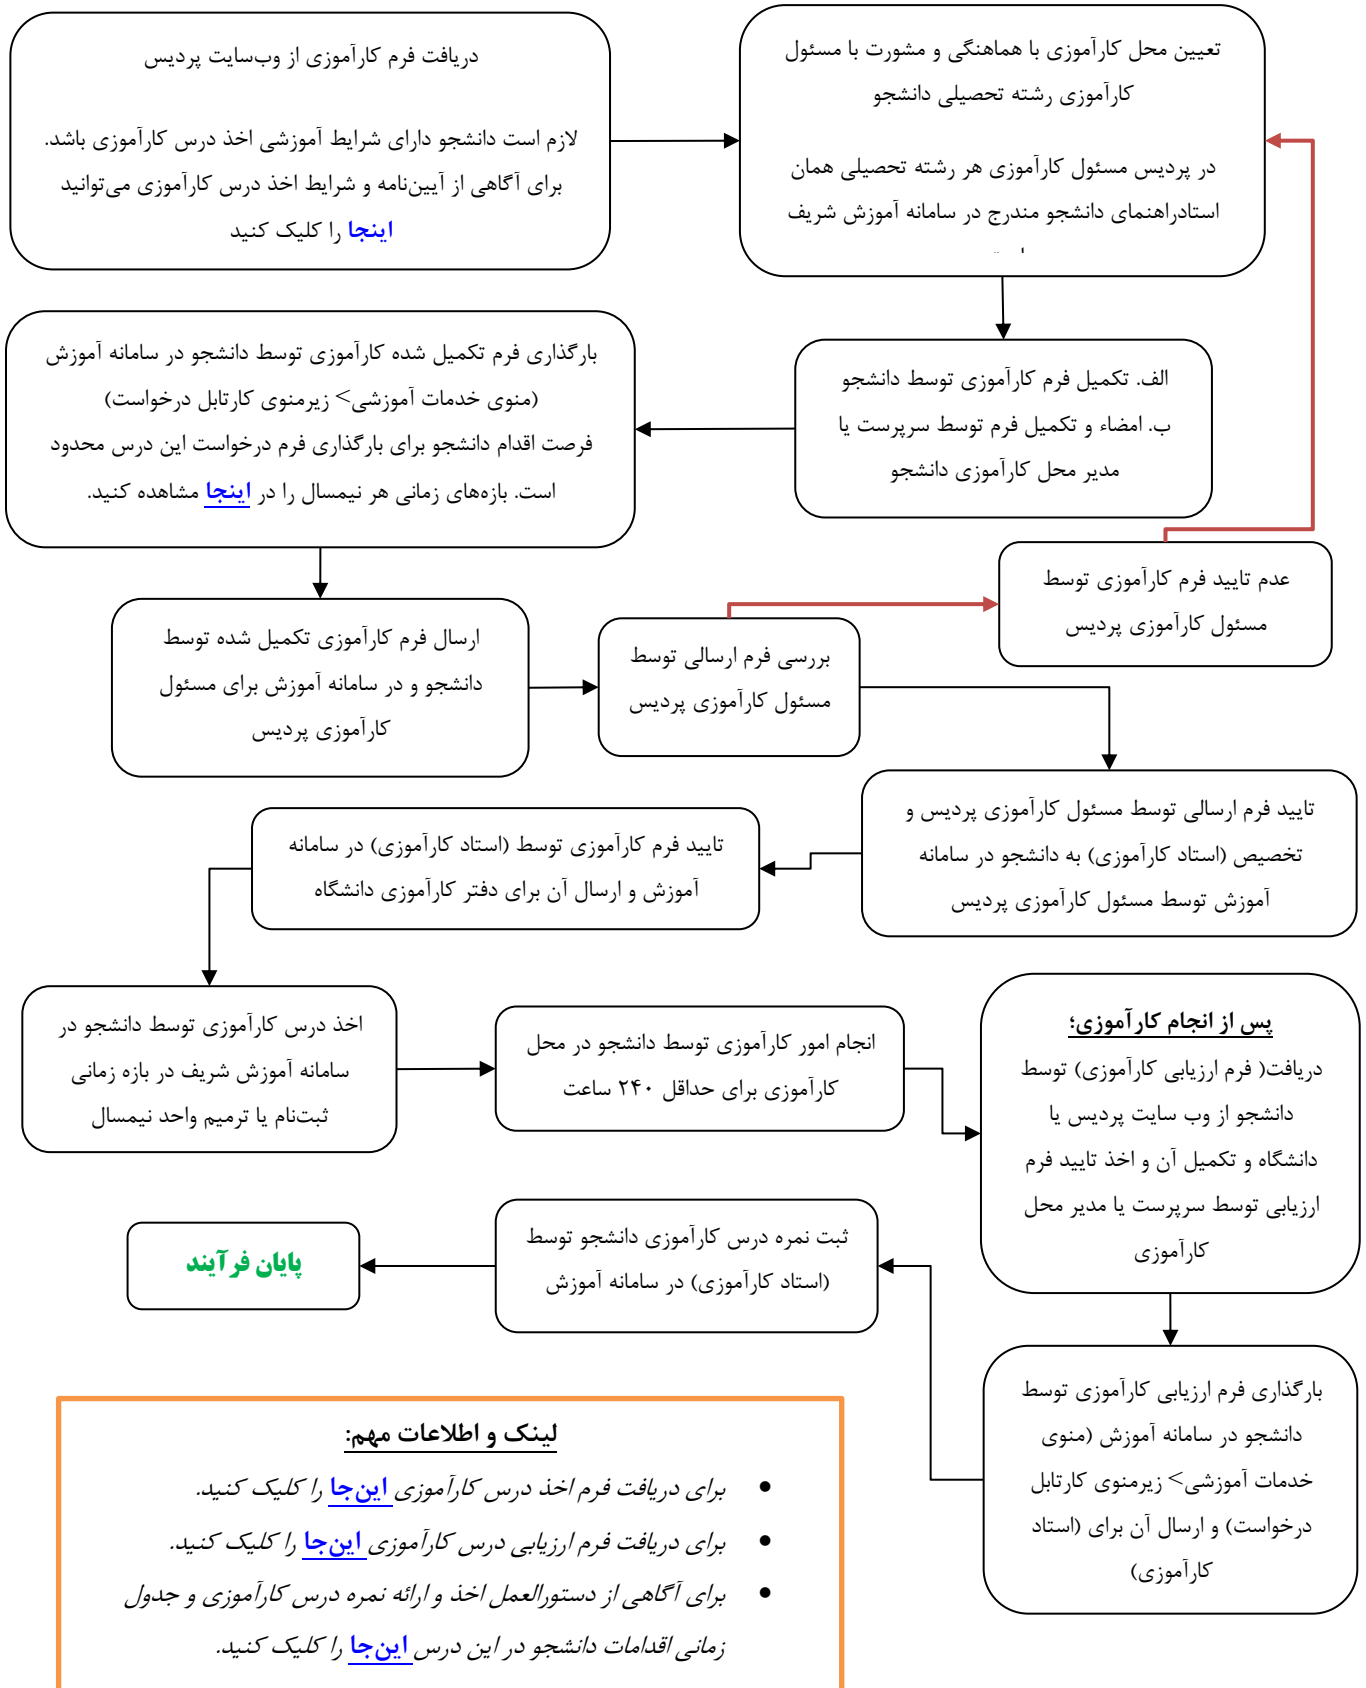 دریافت فرم کارآموزی از وب‌سایت پردیس
لازم است دانشجو دارای شرایط آموزشی اخذ درس کارآموزی باشد.
برای آگاهی از آیین‌نامه و شرایط اخذ درس کارآموزی می‌توانید
اینجا را کلیک کنید
تعیین محل کارآموزی با هماهنگی و مشورت با مسئول
کارآموزی رشته تحصیلی دانشجو
در پردیس مسئول کارآموزی هر رشته تحصیلی همان
استادراهنمای دانشجو مندرج در سامانه آموزش شریف
الف. تکمیل فرم کارآموزی توسط دانشجو
ب. امضاء و تکمیل فرم توسط سرپرست یا
مدیر محل کارآموزی دانشجو
بارگذاری فرم تکمیل شده کارآموزی توسط دانشجو در سامانه آموزش
(منوی خدمات آموزشی> زیرمنوی کارتابل درخواست)
فرصت اقدام دانشجو برای بارگذاری فرم درخواست این درس محدود
است. بازه‌های زمانی هر نیمسال را در اینجا مشاهده کنید.
ارسال فرم کارآموزی تکمیل شده توسط
دانشجو و در سامانه آموزش برای مسئول
کارآموزی پردیس
بررسی فرم ارسالی توسط
مسئول کارآموزی پردیس
عدم تایید فرم کارآموزی توسط
مسئول کارآموزی پردیس
تایید فرم ارسالی توسط مسئول کارآموزی پردیس و
تخصیص (استاد کارآموزی) به دانشجو در سامانه
آموزش توسط مسئول کارآموزی پردیس
تایید فرم کارآموزی توسط (استاد کارآموزی) در سامانه
آموزش و ارسال آن برای دفتر کارآموزی دانشگاه
اخذ درس کارآموزی توسط دانشجو در
سامانه آموزش شریف در بازه زمانی
ثبت‌نام یا ترمیم واحد نیمسال
انجام امور کارآموزی توسط دانشجو در محل
کارآموزی برای حداقل ۲۴۰ ساعت
پس از انجام کارآموزی؛
دریافت( فرم ارزیابی کارآموزی) توسط
دانشجو از وب سایت پردیس یا
دانشگاه و تکمیل آن و اخذ تایید فرم
ارزیابی توسط سرپرست یا مدیر محل
کارآموزی
بارگذاری فرم ارزیابی کارآموزی توسط
دانشجو در سامانه آموزش (منوی
خدمات آموزشی> زیرمنوی کارتابل
درخواست) و ارسال آن برای (استاد
کارآموزی)
ثبت نمره درس کارآموزی دانشجو توسط
(استاد کارآموزی) در سامانه آموزش
پایان فرآیند
لینک و اطلاعات مهم:
• برای دریافت فرم اخذ درس کارآموزی این‌جا را کلیک کنید.
• برای دریافت فرم ارزیابی درس کارآموزی این‌جا را کلیک کنید.
• برای آگاهی از دستورالعمل اخذ و ارائه نمره درس کارآموزی و جدول
زمانی اقدامات دانشجو در این درس این‌جا را کلیک کنید.